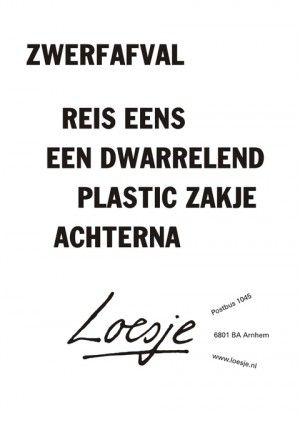 ZWERFAFVAL
REIS EENS
EEN DWARRELEND
PLASTIC ZAKJE
ACHTERNA
Loesje
Postbus 1045
6801 BA Arnhem
www.loesje.nl